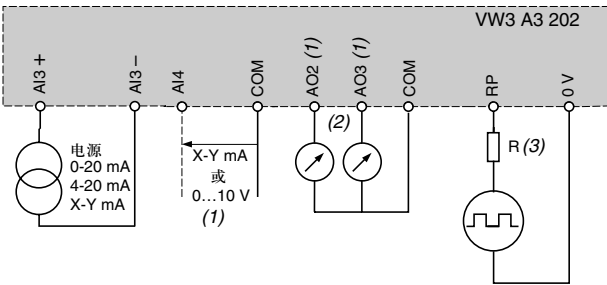 VW3 A3 202
AI3 +
AI3 –
AI4
COM
AO2 (1)
AO3 (1)
COM
RP
0 V
电源
0-20 mA
4-20 mA
X-Y mA
X-Y mA
或
0...10 V
(1)
(2)
R (3)